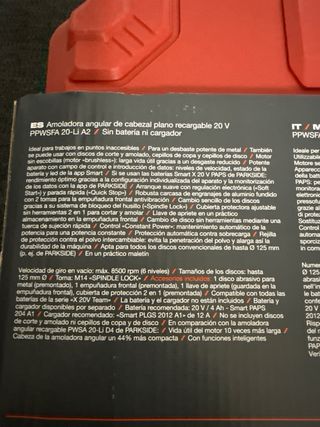 ES Amoladora angular de cabezal plano recargable 20 V
PPWSFA 20-Li A2 / Sin batería ni cargador
Ideal para trabajos en puntos inaccesibles / Para un desbaste potente de metal / También
se puede usar con discos de corte y amolado, cepillos de copa y de disco / Motor
sin escobillas (motor «brushless»): larga vida útil gracias a un desgaste reducido / Potente
aparato con campo de control e introducción de datos: niveles de velocidad, estado de la
batería y led de la app Smart / Si se usan las baterías Smart X 20 V PAPS de PARKSIDE:
rendimiento óptimo gracias a la configuración individualizada del aparato y la monitorización
de los datos con la app de PARKSIDE / Arranque suave con regulación electrónica («Soft
Start») y parada rápida («Quick Stop») / Robusta carcasa de engranajes de aluminio fundido
con 2 tomas para la empuñadura frontal antivibración / Cambio sencillo de los discos
gracias al sistema de bloqueo del husillo («Spindle Lock») / Cubierta protectora ajustable
sin herramientas 2 en 1 para cortar y amolar / Llave de apriete en un práctico
almacenamiento en la empuñadura frontal / Cambio de disco sin herramientas mediante una
tuerca de sujeción rápida / Control «Constant Power»: mantenimiento automático de la
potencia para una potencia constante / Protección automática contra sobrecarga / Rejilla
de protección contra el polvo intercambiable: evita la penetración del polvo y alarga así la
durabilidad de la máquina / Apta para todos los discos convencionales de hasta Ø 125 mm
(p. ej. de PARKSIDE) / En un práctico maletín
Velocidad de giro en vacío: máx. 8500 rpm (6 niveles) / Tamaños de los discos: hasta
125 mm Ø / Toma: M14 «SPINDLE LOCK» / Accesorios incluidos: 1 disco abrasivo para
metal (premontado), 1 empuñadura frontal (premontada), 1 llave de apriete (guardada en la
empuñadura frontal), cubierta de protección 2 en 1 (premontada) / Compatible con todas las
baterías de la serie «X 20V Team» / La batería y el cargador no están incluidos / Batería y
cargador disponibles por separado / Batería recomendada: 20 V / 4 Ah - Smart PAPS
204 A1 / Cargador recomendado: «Smart PLGS 2012 A1» de 12 A / No se incluyen discos
de corte y amolado ni cepillos de copa y de disco / En comparación con la amoladora
angular recargable PWSA 20-Li D4 de PARKSIDE: / Vida útil del motor 10 veces más larga /
Cabeza de la amoladora un 44% más compacta / Con funciones inteligentes
IT / M
PPWSFA
Ideale per